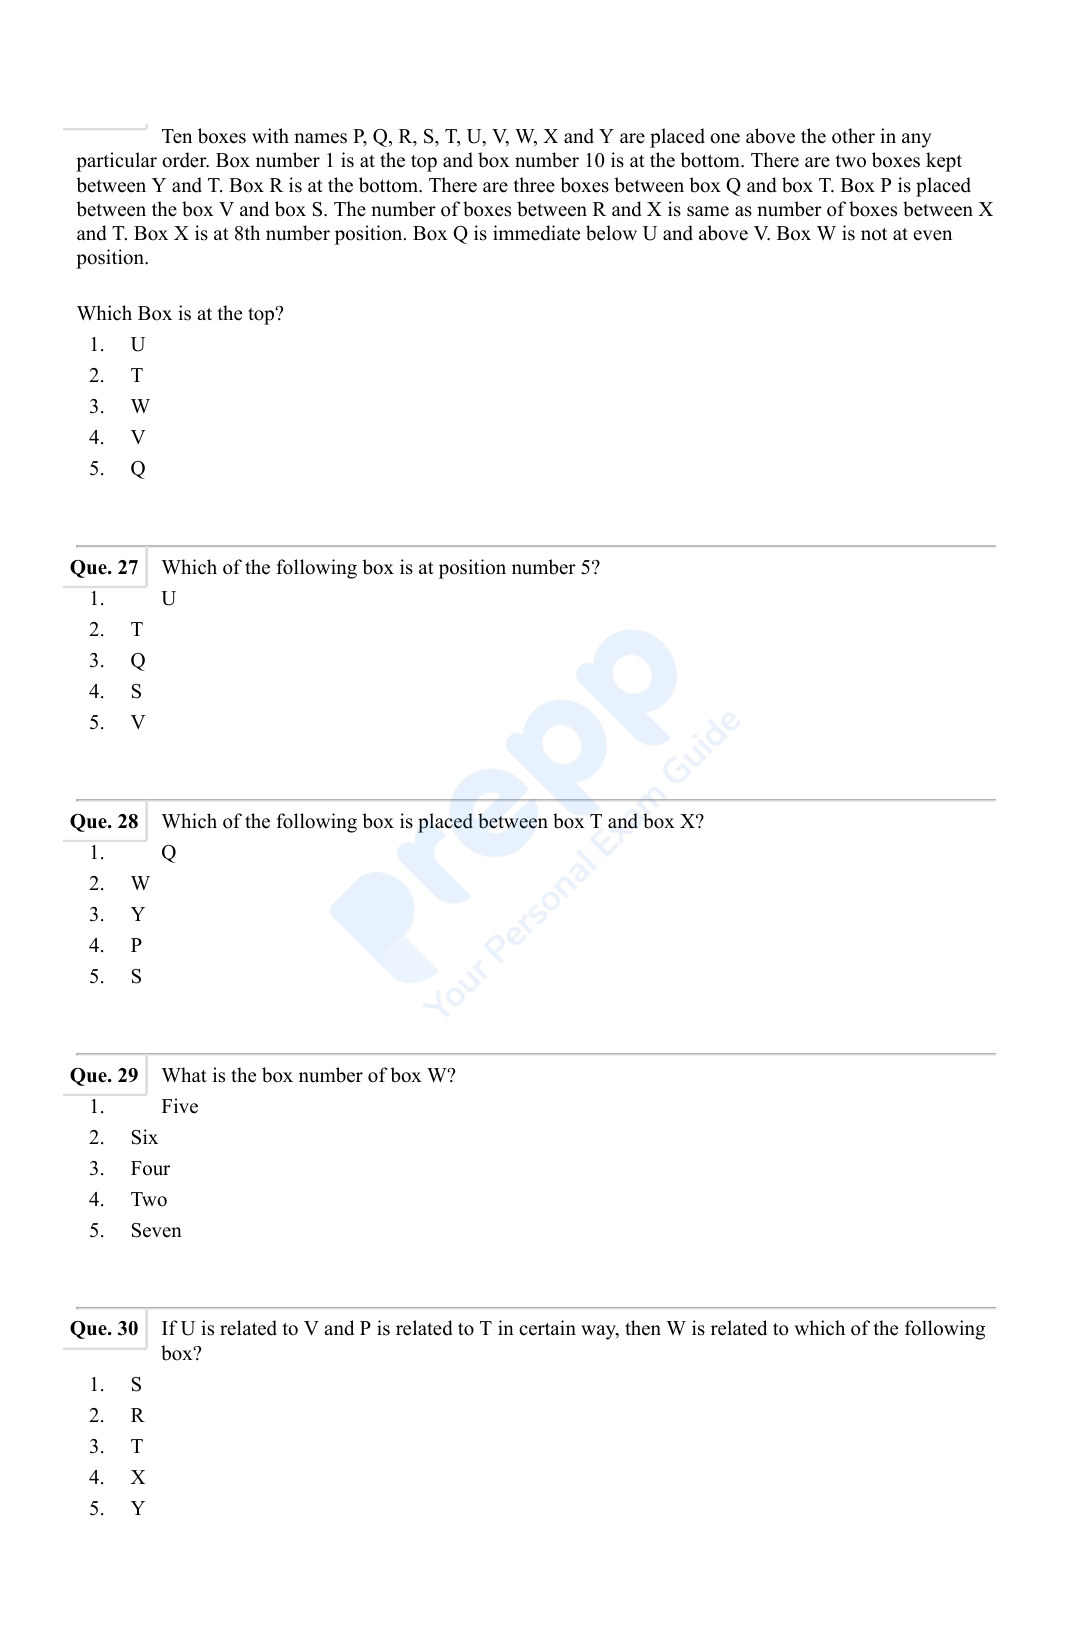 Ten boxes with names P, Q, R, S, T, U, V, W, X and Y are placed one above the other in any
particular order. Box number 1 is at the top and box number 10 is at the bottom. There are two boxes kept
between Y and T. Box R is at the bottom. There are three boxes between box Q and box T. Box P is placed
between the box V and box S. The number of boxes between R and X is same as number of boxes between X
and T. Box X is at 8th number position. Box Q is immediate below U and above V. Box W is not at even
position.
Which Box is at the top?
1. U
2. T
3. W
4. V
5. Q
Que. 27 Which of the following box is at position number 5?
1. U
2. T
3. Q
4. S
5. V
Que. 28 Which of the following box is placed between box T and box X?
1. Q
2. W
3. Y
4. P
5. S
Que. 29 What is the box number of box W?
1. Five
2. Six
3. Four
4. Two
5. Seven
Que. 30 If U is related to V and P is related to T in certain way, then W is related to which of the following
box?
1. S
2. R
3. T
4. X
5. Y
prepp
Your Personal Exam Guide